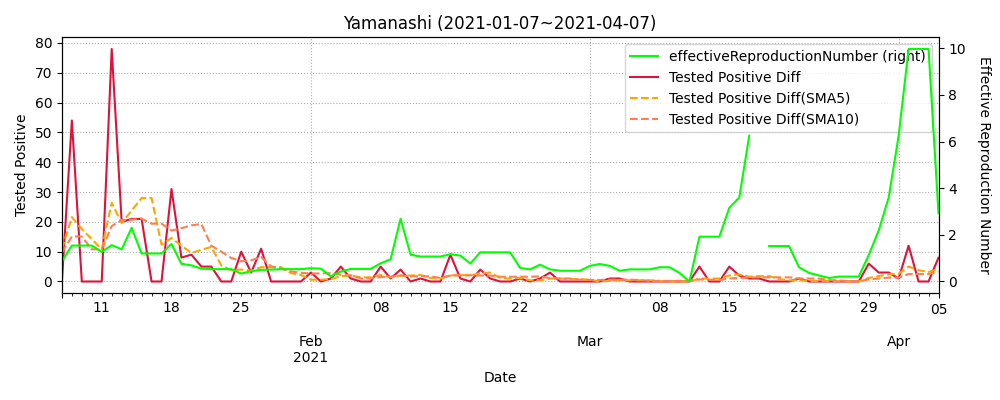 Yamanashi (2021-01-07~2021-04-07)
effectiveReproductionNumber (right)
Tested Positive Diff
Tested Positive Diff(SMA5)
Tested Positive Diff(SMA10)
Tested Positive
80
70
60
50
40
30
20
10
0
Effective Reproduction Number
10
8
6
4
2
0
11 18 25 08 15 22 08 15 22 29 05
Feb Mar Apr
2021
Date